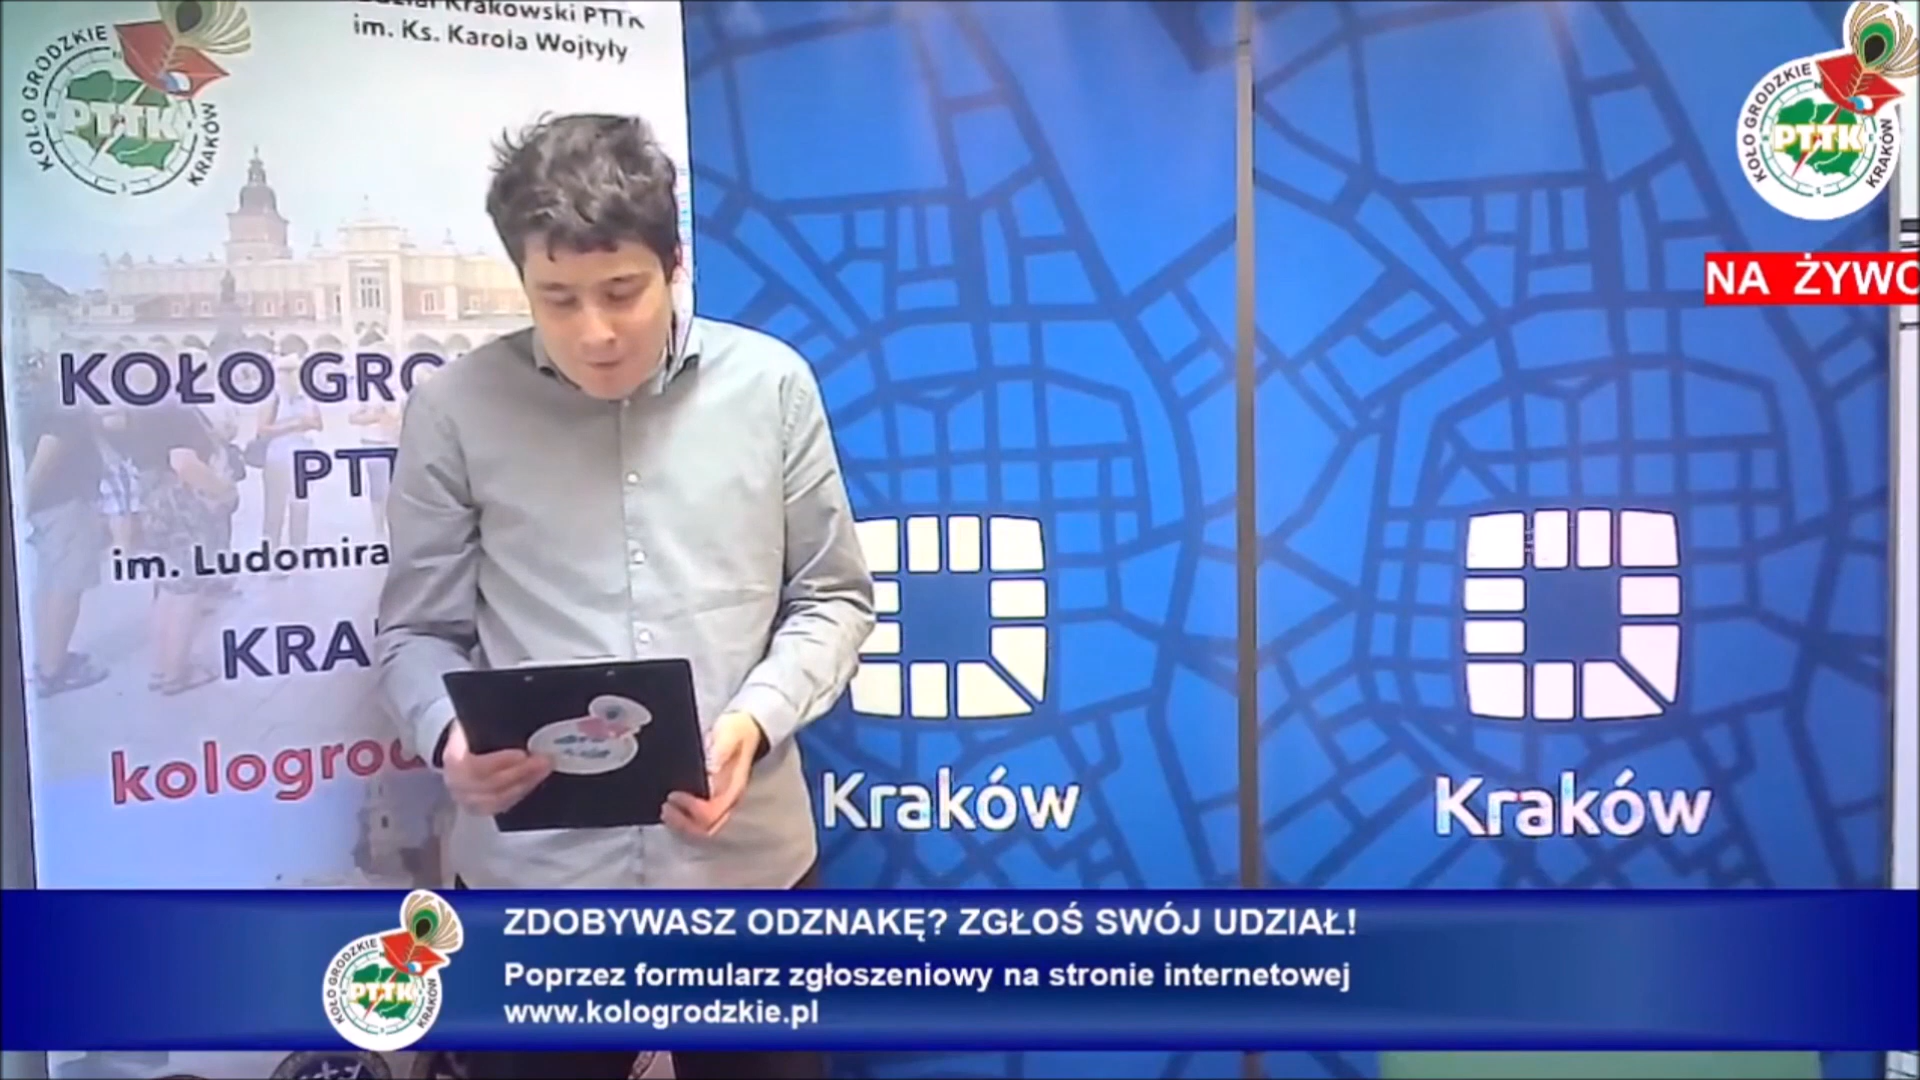 KOŁO GRODZKIE
PTTK
KRAKÓW
Krakowski PTTK
im. Ks. Karola Wojtyły
KOŁO GRODZKIE
PTTK
KRAKÓW
NA ŻYWO
KOŁO GRO
PTT
im. Ludomira
KRA
kologrod
Kraków
Kraków
KOŁO GRODZKIE
PTTK
KRAKÓW
ZDOBYWASZ ODZNAKĘ? ZGŁOŚ SWÓJ UDZIAŁ!
Poprzez formularz zgłoszeniowy na stronie internetowej
www.kologrodzkie.pl